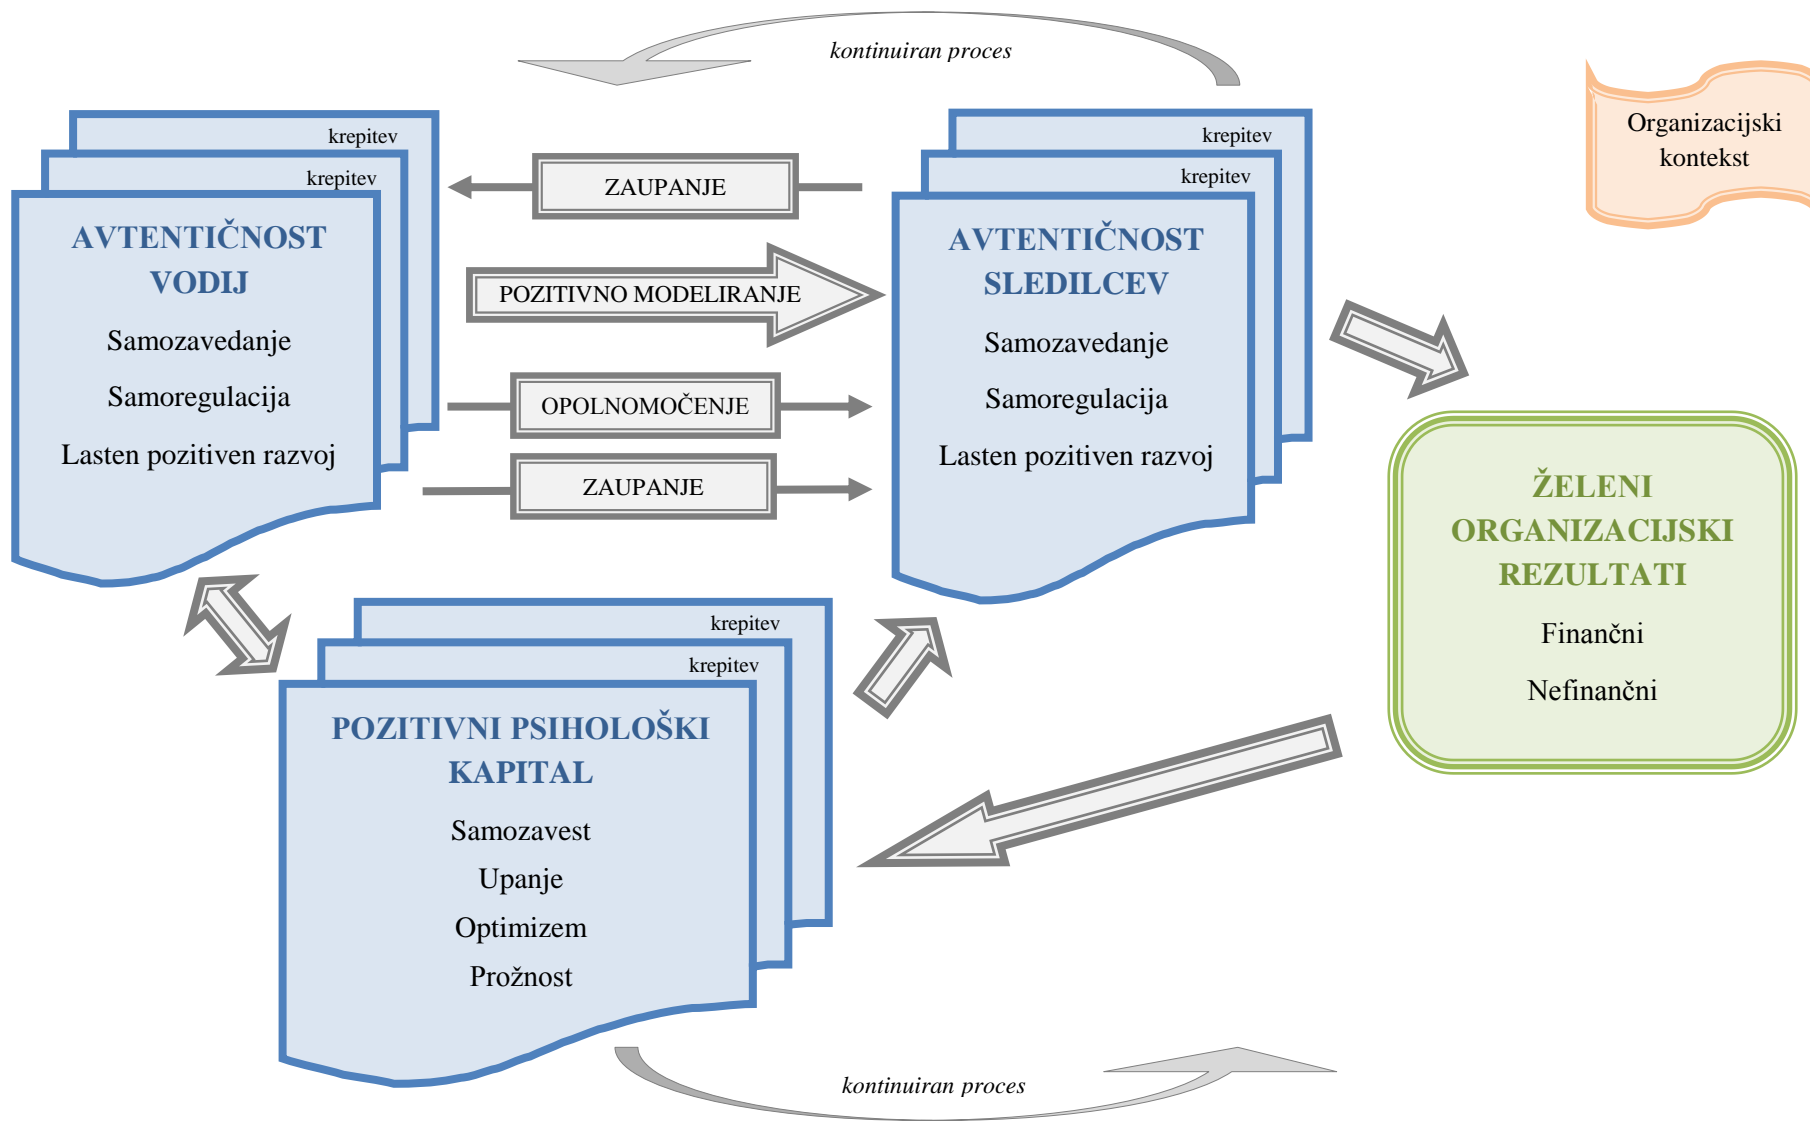 kontinuiran proces
Organizacijski
kontekst
krepitev
krepitev
AVTENTIČNOST
VODIJ
Samozavedanje
Samoregulacija
Lasten pozitiven razvoj
ZAUPANJE
POZITIVNO MODELIRANJE
OPOLNOMOČENJE
ZAUPANJE
krepitev
krepitev
AVTENTIČNOST
SLEDILCEV
Samozavedanje
Samoregulacija
Lasten pozitiven razvoj
ŽELENI
ORGANIZACIJSKI
REZULTATI
Finančni
Nefinančni
krepitev
krepitev
POZITIVNI PSIHOLOŠKI
KAPITAL
Samozavest
Upanje
Optimizem
Prožnost
kontinuiran proces